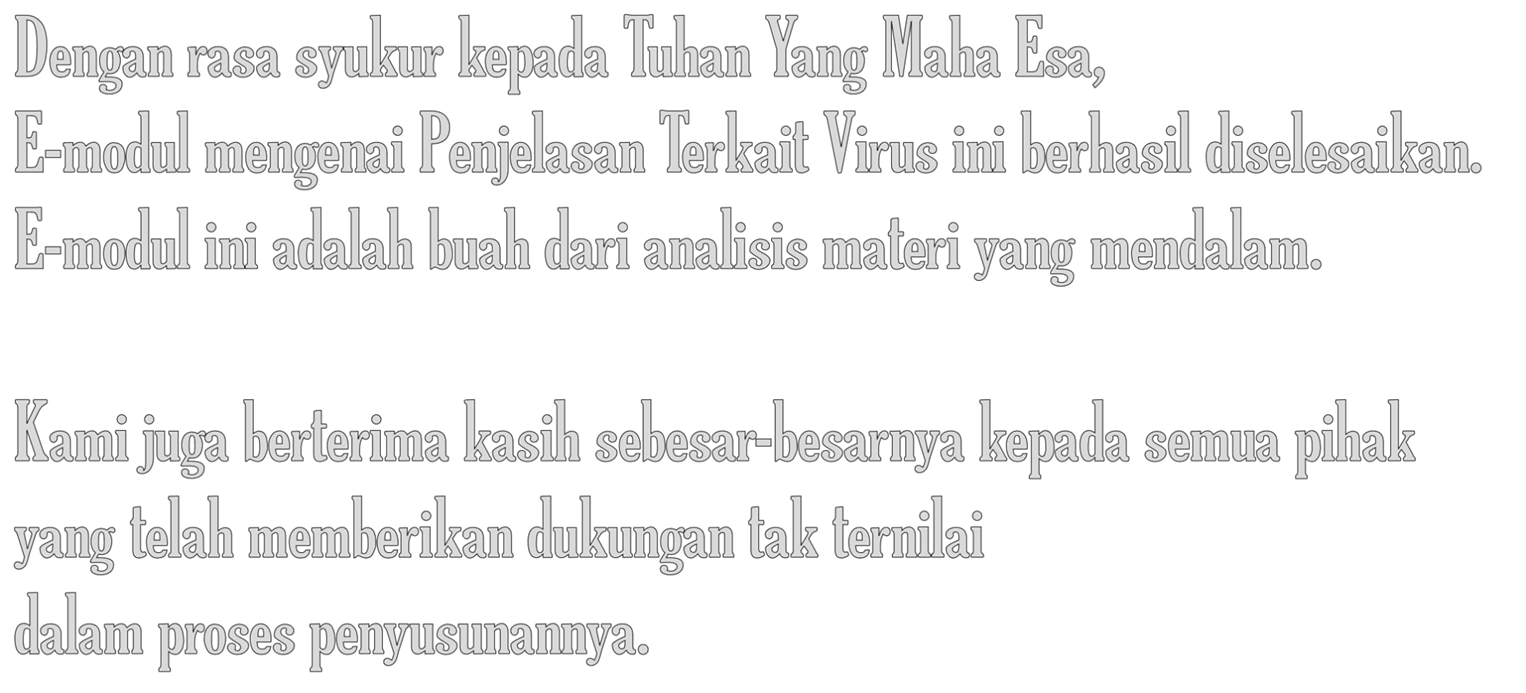 Dengan rasa syukur kepada Tuhan Yang Maha Esa,
E-modul mengenai Penjelasan Terkait Virus ini berhasil diselesaikan.
E-modul ini adalah buah dari analisis materi yang mendalam.
Kami juga berterima kasih sebesar-besarnya kepada semua pihak
yang telah memberikan dukungan tak ternilai
dalam proses penyusunannya.